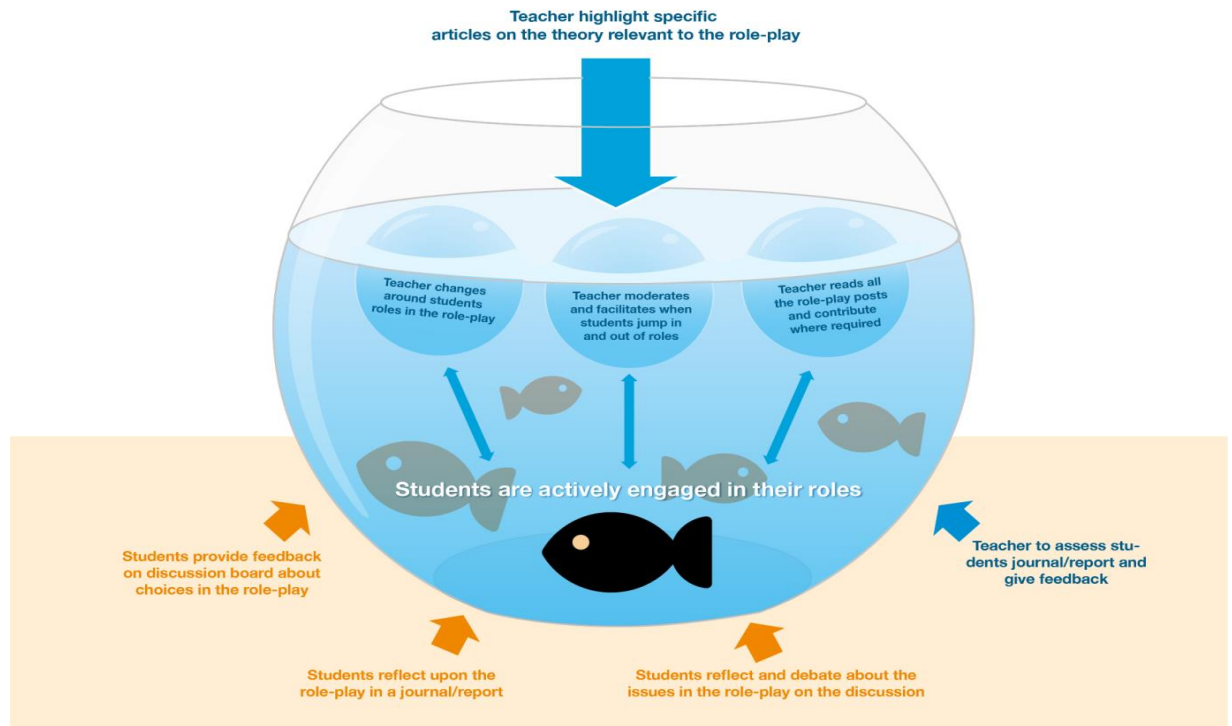 Teacher highlight specific
articles on the theory relevant to the role-play
Teacher changes
around students
roles in the role-play
Teacher moderates
and facilitates when
students jump in
and out of roles
Teacher reads all
the role-play posts
and contribute
where required
Students are actively engaged in their roles
Students provide feedback
on discussion board about
choices in the role-play
Teacher to assess stu-
dents journal/report and
give feedback
Students reflect upon the
role-play in a journal/report
Students reflect and debate about the
issues in the role-play on the discussion